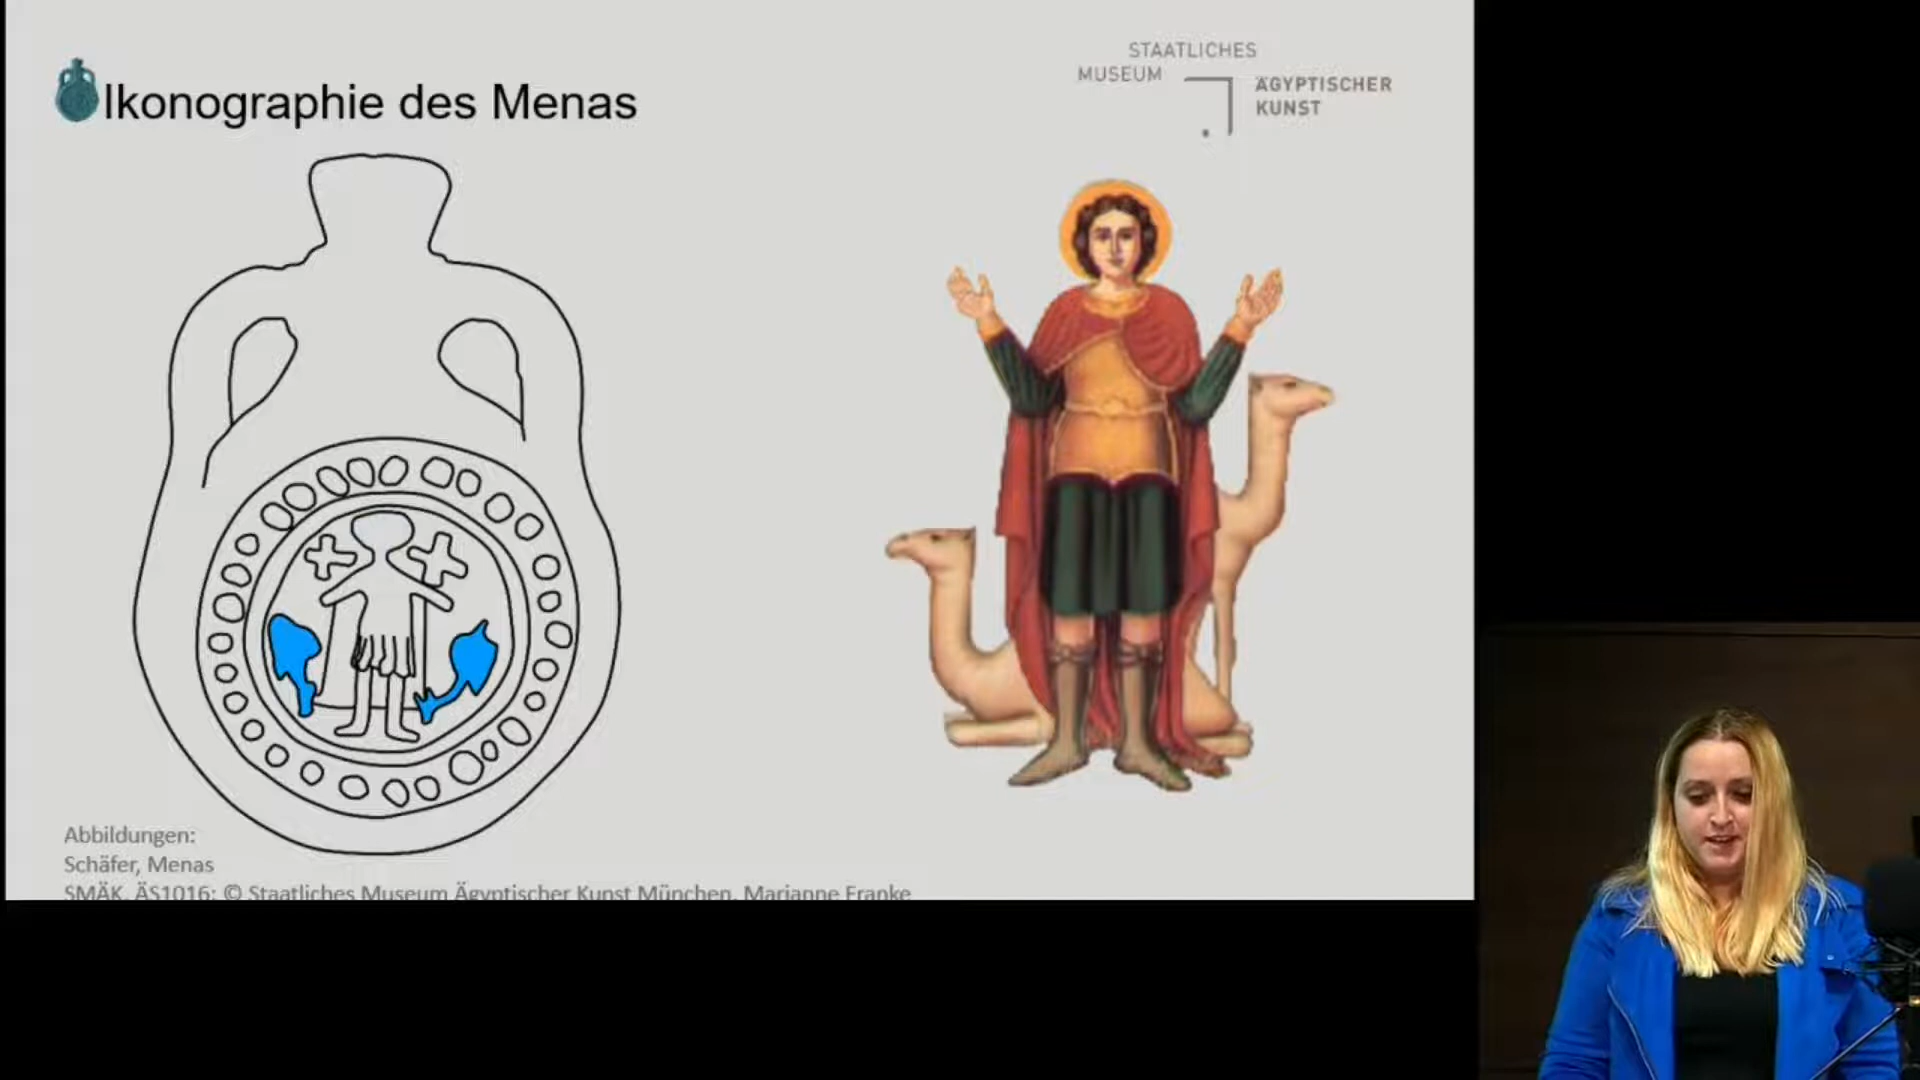 Ikonographie des Menas
STAATLICHES
MUSEUM
ÄGYPTISCHER
KUNST
Abbildungen:
Schäfer, Menas
SMÄK, ÄS1016: © Staatliches Museum Ägyptischer Kunst München, Marianne Franke